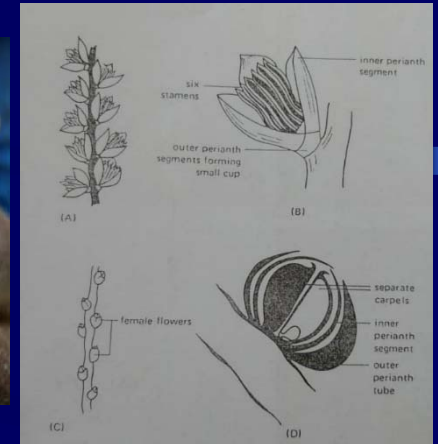 six
stamens
inner perianth
segment
outer perianth
segments forming
small cup
(A)
(B)
female flowers
separate
carpels
inner
perianth
segment
outer
perianth
tube
(C)
(D)